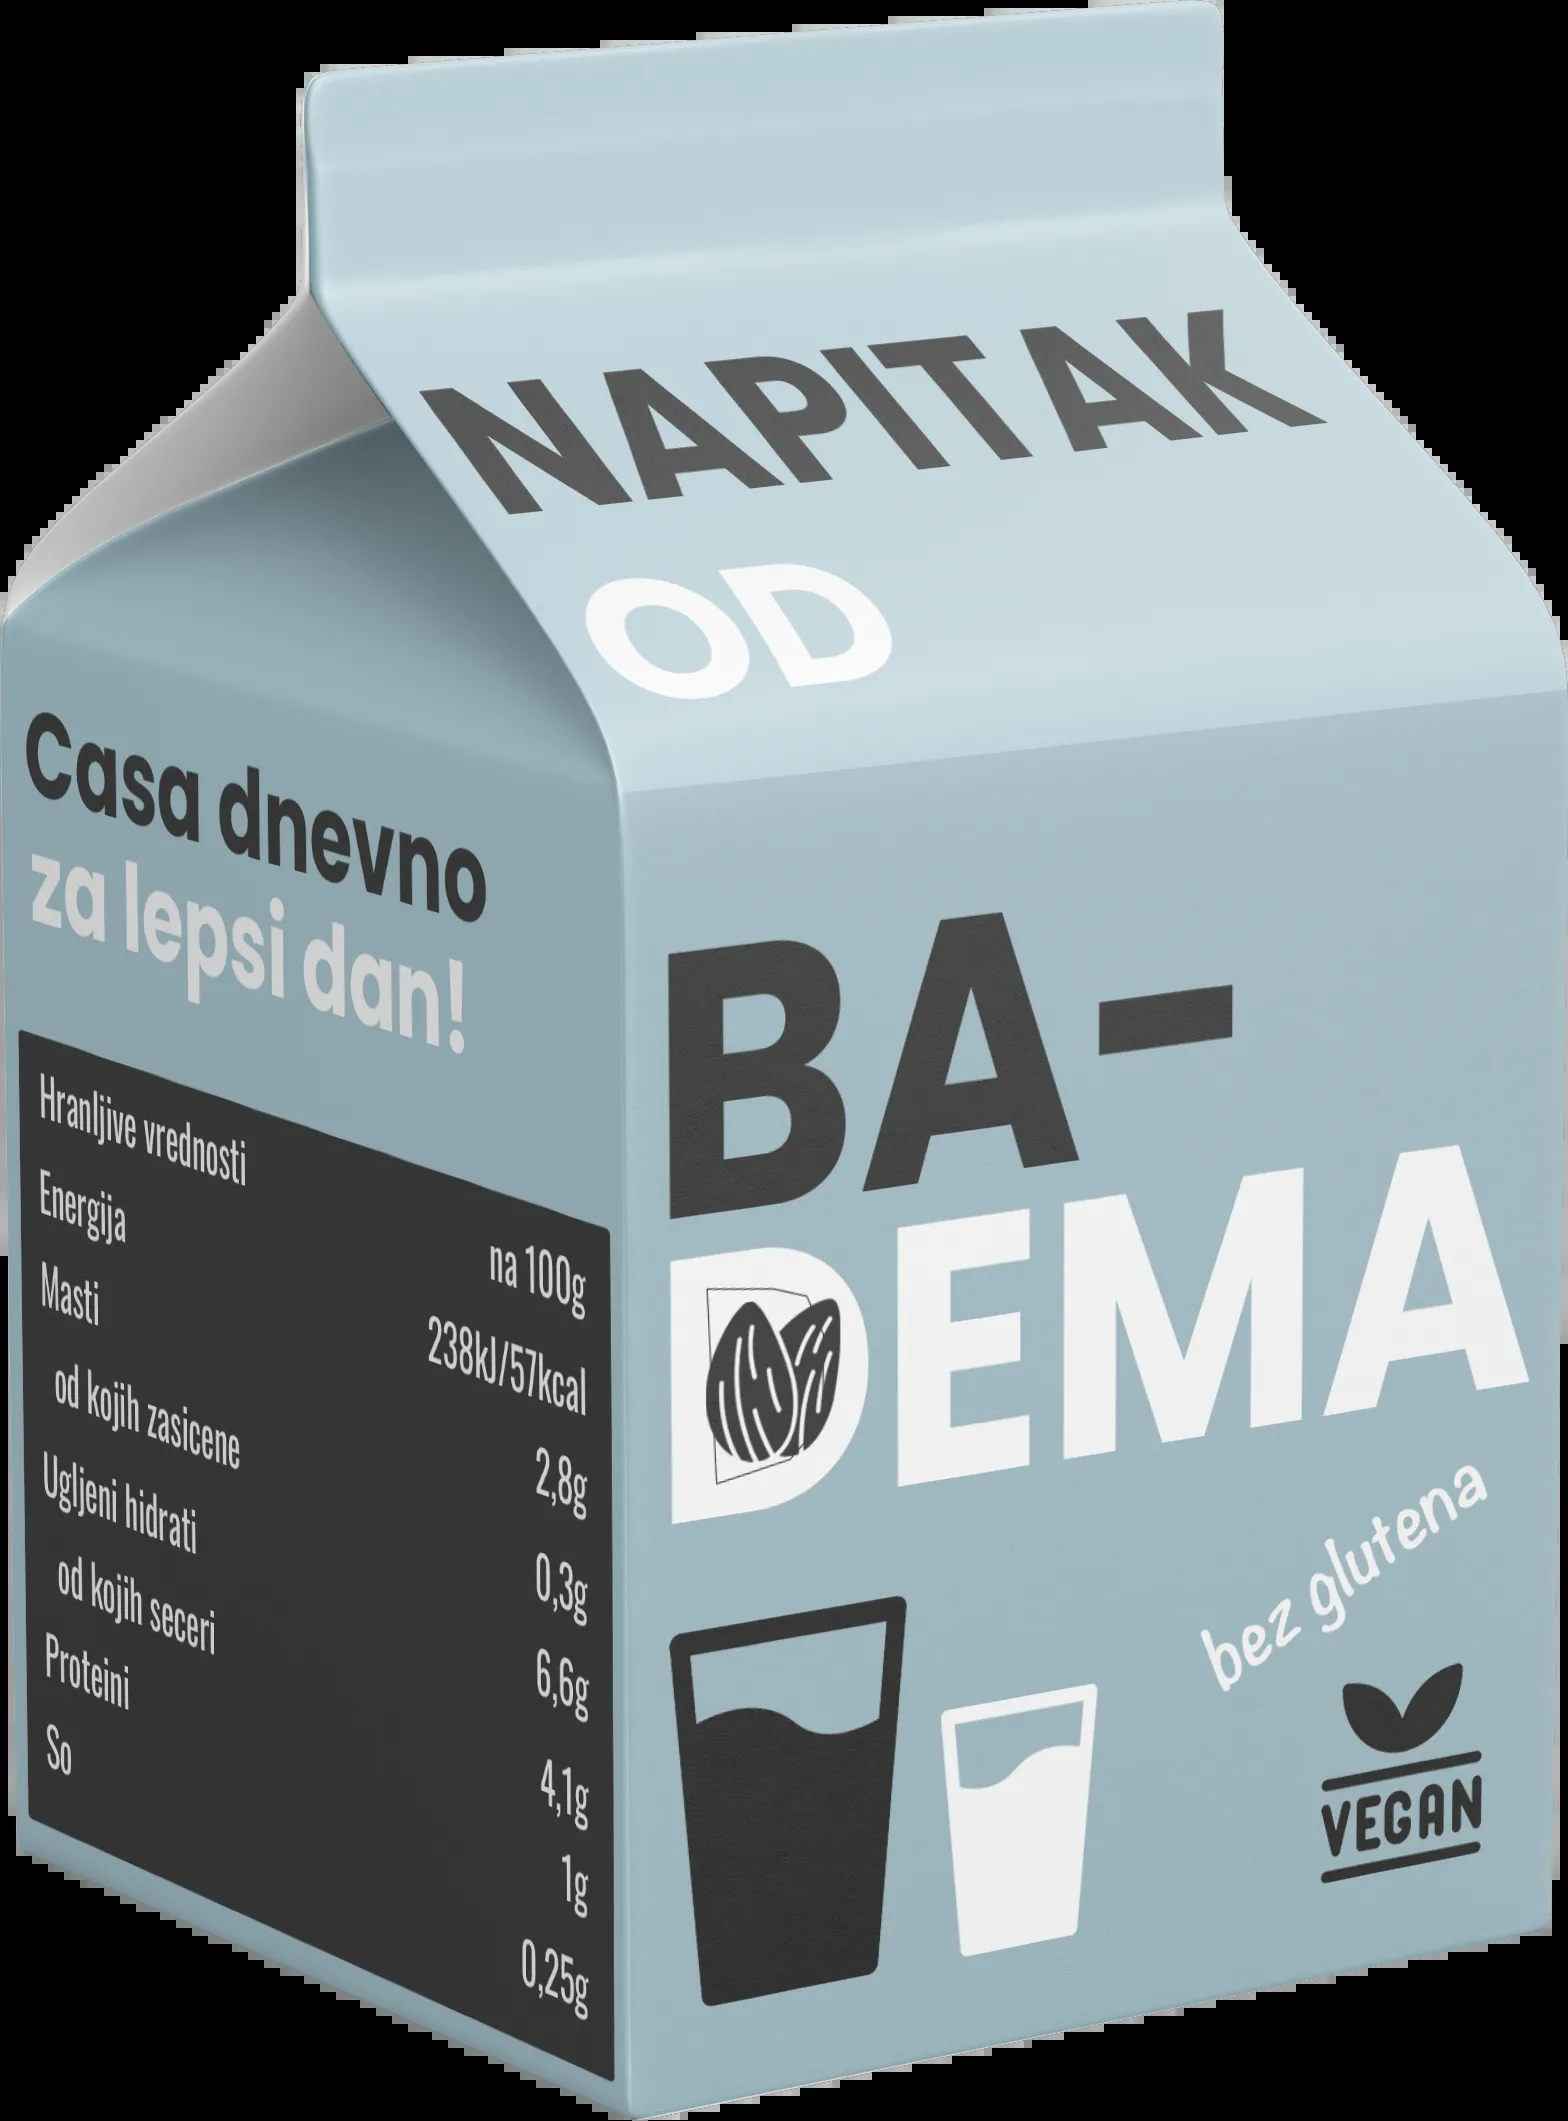 NAPITAK
OD
BA-
DEMA
bez glutena
VEGAN
Casa dnevno
za lepsi dan!
Hranljive vrednosti na 100g
Energija 238kJ/57kcal
Masti 2,8g
od kojih zasicene 0,3g
Ugljeni hidrati 6,6g
od kojih seceri 4,1g
Proteini 1g
So 0,25g